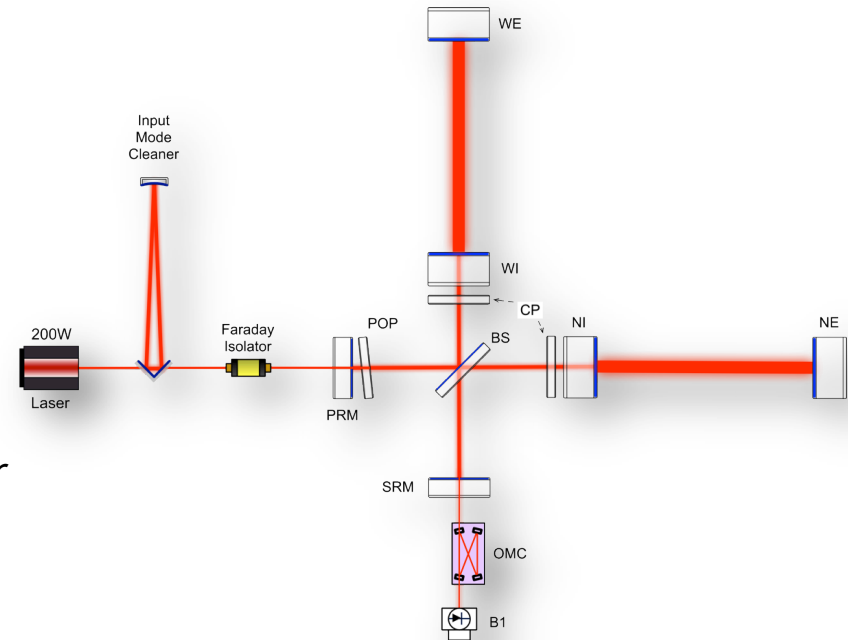 WE
Input
Mode
Cleaner
WI
CP
200W
Faraday
Isolator
POP
BS
NI
NE
Laser
PRM
r
SRM
OMC
B1